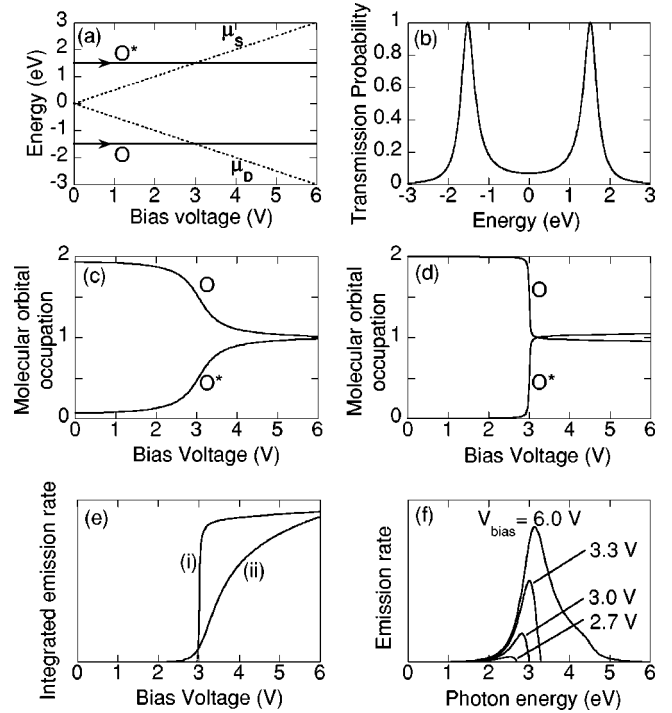 (a)
O*
μS
O
μD
3
2
1
0
-1
-2
-3
Energy (eV)
0 1 2 3 4 5 6
Bias voltage (V)
(b)
1
0.8
0.6
0.4
0.2
0
Transmission Probability
-3 -2 -1 0 1 2 3
Energy (eV)
(c)
O
O*
2
1
0
Molecular orbital
occupation
0 1 2 3 4 5 6
Bias Voltage (V)
(d)
O
O*
2
1
0
Molecular orbital
occupation
0 1 2 3 4 5 6
Bias Voltage (V)
(e)
(i)
(ii)
Integrated emission rate
0 1 2 3 4 5 6
Bias Voltage (V)
(f)
Vbias = 6.0 V
3.3 V
3.0 V
2.7 V
Emission rate
0 1 2 3 4 5 6
Photon energy (eV)